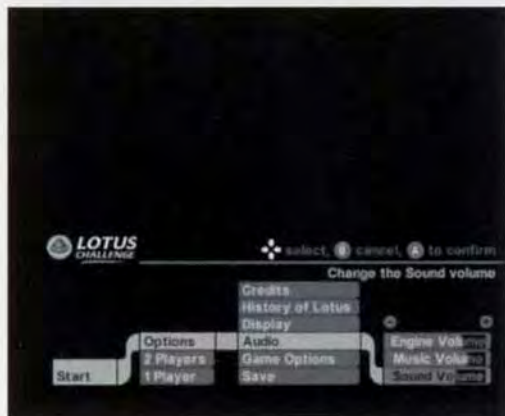 LOTUS
CHALLENGE
select, B cancel, A to confirm
Change the Sound volume
Credits
History of Lotus
Display
Options
Audio
Engine Volume
2 Players
Game Options
Music Volume
Start
1 Player
Save
Sound Volume